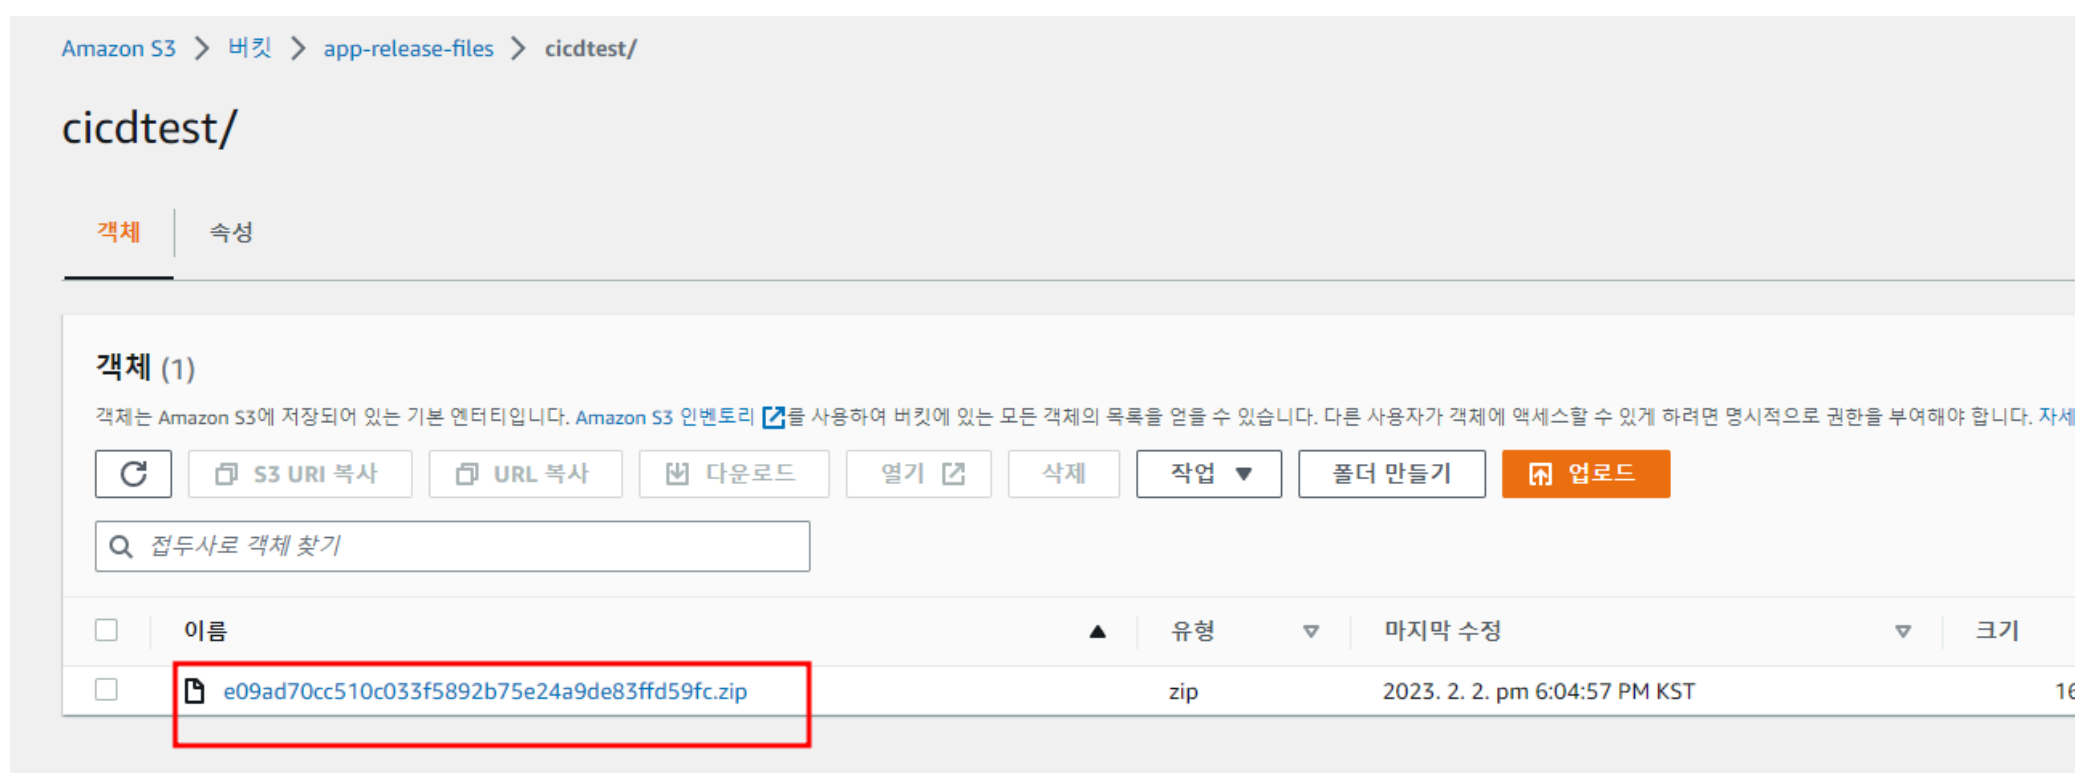 Amazon S3 > 버킷 > app-release-files > cicdtest/
cicdtest/
객체 속성
객체 (1)
객체는 Amazon S3에 저장되어 있는 기본 엔터티입니다. Amazon S3 인벤토리 를 사용하여 버킷에 있는 모든 객체의 목록을 얻을 수 있습니다. 다른 사용자가 객체에 액세스할 수 있게 하려면 명시적으로 권한을 부여해야 합니다. 자세
S3 URI 복사 URL 복사 다운로드 열기 삭제 작업 폴더 만들기 업로드
접두사로 객체 찾기
이름 유형 마지막 수정 크기
e09ad70cc510c033f5892b75e24a9de83ffd59fc.zip zip 2023. 2. 2. pm 6:04:57 PM KST